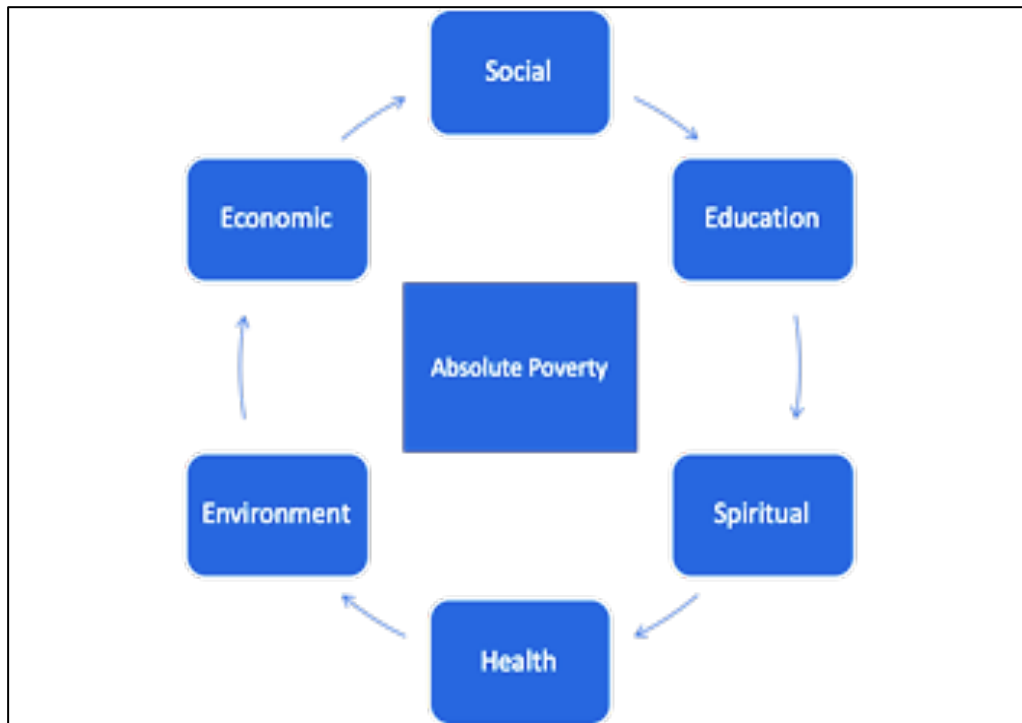 Social
Education
Spiritual
Health
Environment
Economic
Absolute Poverty